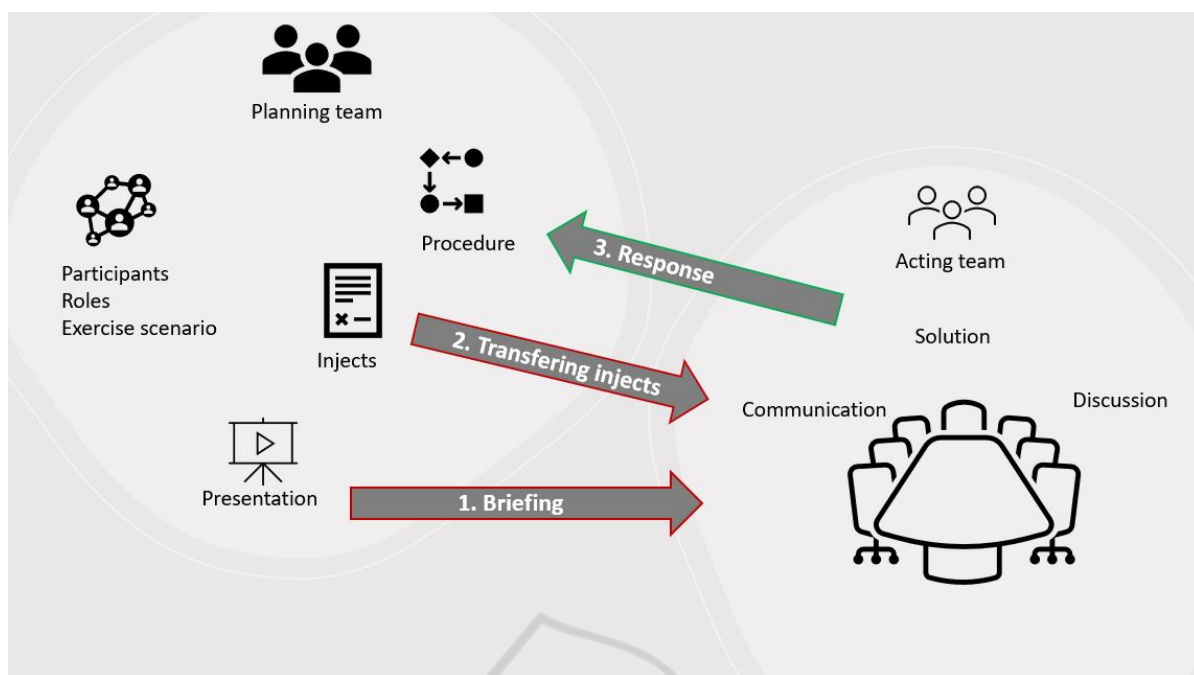 Planning team
Procedure
Participants
Roles
Exercise scenario
Injects
Presentation
1. Briefing
2. Transfering injects
3. Response
Acting team
Solution
Communication
Discussion